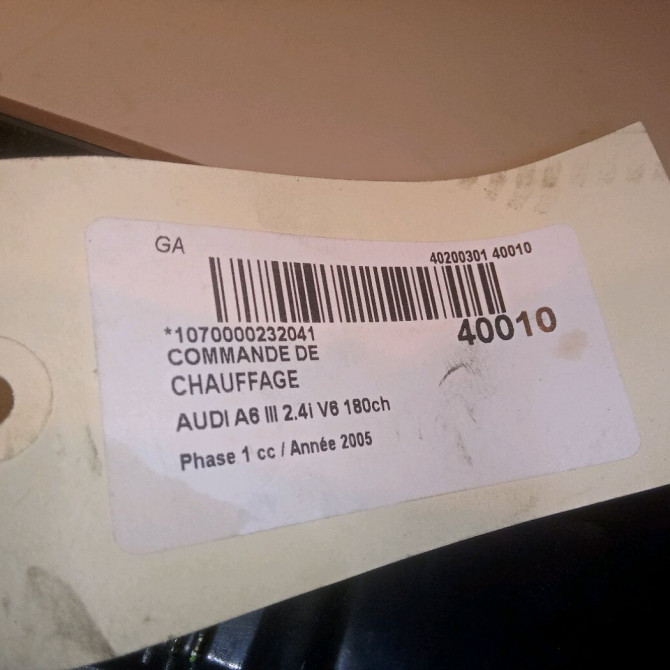 GA
40200301 40010
*1070000232041
40010
COMMANDE DE
CHAUFFAGE
AUDI A6 III 2.4i V6 180ch
Phase 1 cc / Année 2005